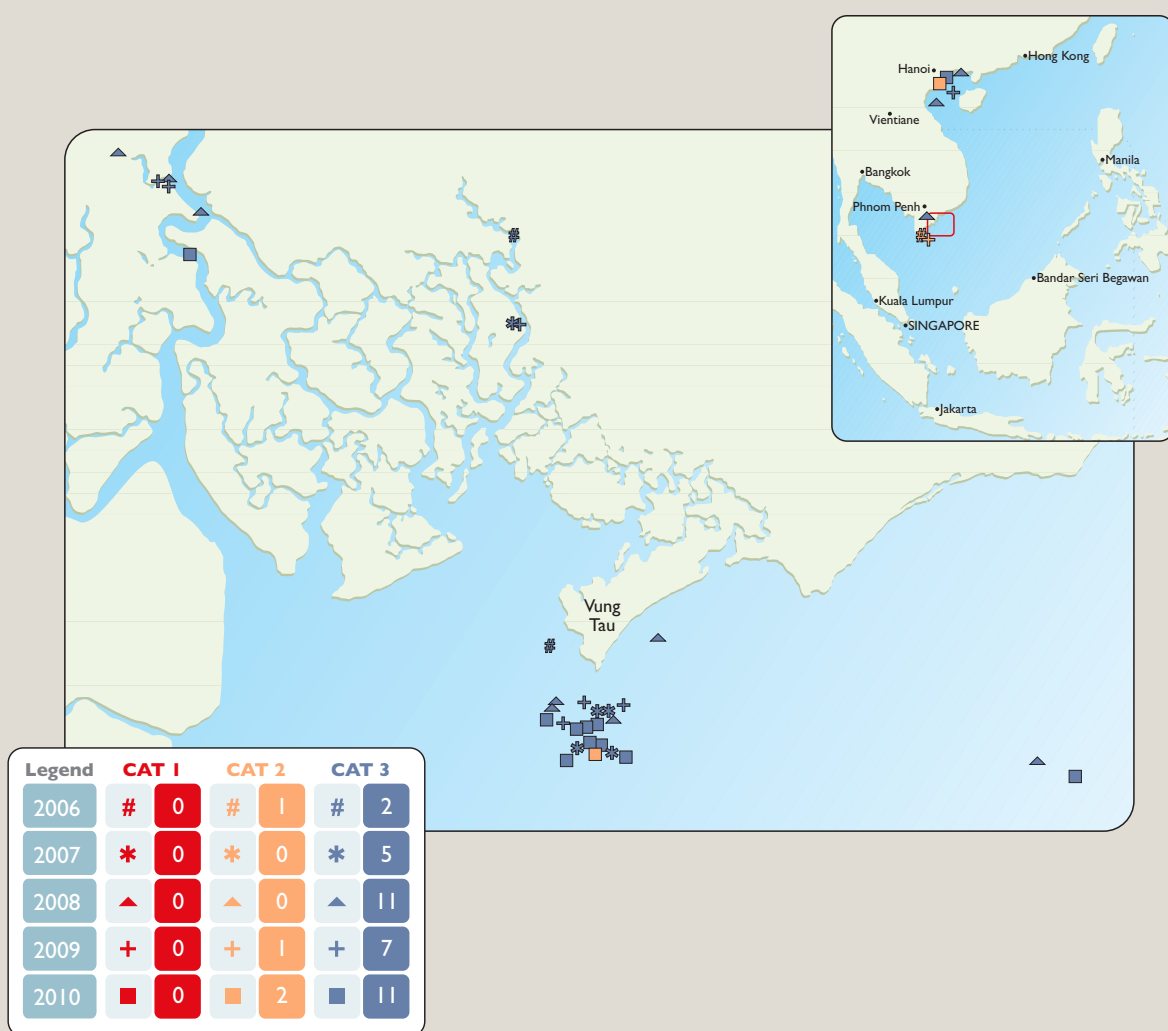 Hanoi
Hong Kong
Vientiane
Manila
Bangkok
Phnom Penh
Bandar Seri Begawan
Kuala Lumpur
SINGAPORE
Jakarta
Vung
Tau
Legend CAT 1 CAT 2 CAT 3
2006 # 0 # 1 # 2
2007 * 0 * 0 * 5
2008 0 0 11
2009 + 0 + 1 + 7
2010 0 2 11